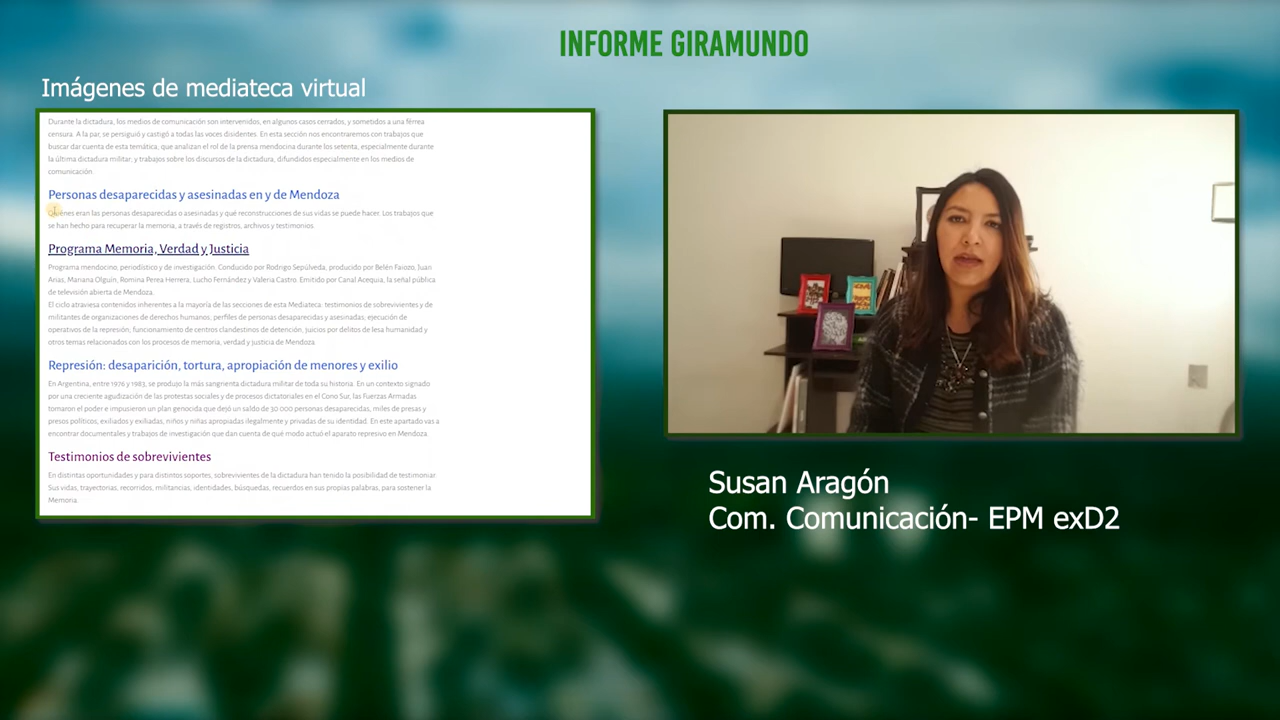 INFORME GIRAMUNDO
Imágenes de mediateca virtual
Durante la dictadura, los medios de comunicación son intervenidos, en algunos casos cerrados, y sometidos a una férrea
censura. A la par, se persiguió y castigó a todas las voces disidentes. En esta sección nos encontraremos con trabajos que
buscar dar cuenta de esta temática, que analizan el rol de la prensa mendocina durante los setenta, especialmente durante
la última dictadura militar; y trabajos sobre los discursos de la dictadura, difundidos especialmente en los medios de
comunicación.
Personas desaparecidas y asesinadas en y de Mendoza
Quiénes eran las personas desaparecidas o asesinadas y qué reconstrucciones de sus vidas se puede hacer. Los trabajos que
se han hecho para recuperar la memoria, a través de registros, archivos y testimonios.
Programa Memoria, Verdad y Justicia
Programa mendocino, periodístico y de investigación. Conducido por Rodrigo Sepúlveda, producido por Belén Faiozo, Juan
Arias, Mariana Olguín, Romina Perea Herrera, Lucho Fernández y Valeria Castro. Emitido por Canal Acequia, la señal pública
de televisión abierta de Mendoza.
El ciclo atraviesa contenidos inherentes a la mayoría de las secciones de esta Mediateca: testimonios de sobrevivientes y de
militantes de organizaciones de derechos humanos; perfiles de personas desaparecidas y asesinadas; ejecución de
operativos de la represión; funcionamiento de centros clandestinos de detención, juicios por delitos de lesa humanidad y
otros temas relacionados con los procesos de memoria, verdad y justicia de Mendoza.
Represión: desaparición, tortura, apropiación de menores y exilio
En Argentina, entre 1976 y 1983, se produjo la más sangrienta dictadura militar de toda su historia. En un contexto signado
por una creciente agudización de las protestas sociales y de procesos dictatoriales en el Cono Sur, las Fuerzas Armadas
tomaron el poder e impusieron un plan genocida que dejó un saldo de 30 000 personas desaparecidas, miles de presas y
presos políticos, exiliados y exiliadas, niños y niñas apropiadas ilegalmente y privadas de su identidad. En este apartado vas a
encontrar documentales y trabajos de investigación que dan cuenta de qué modo actuó el aparato represivo en Mendoza.
Testimonios de sobrevivientes
En distintas oportunidades y para distintos soportes, sobrevivientes de la dictadura han tenido la posibilidad de testimoniar.
Sus vidas, trayectorias, recorridos, militancias, identidades, búsquedas, recuerdos en sus propias palabras, para sostener la
Memoria.
Susan Aragón
Com. Comunicación- EPM exD2